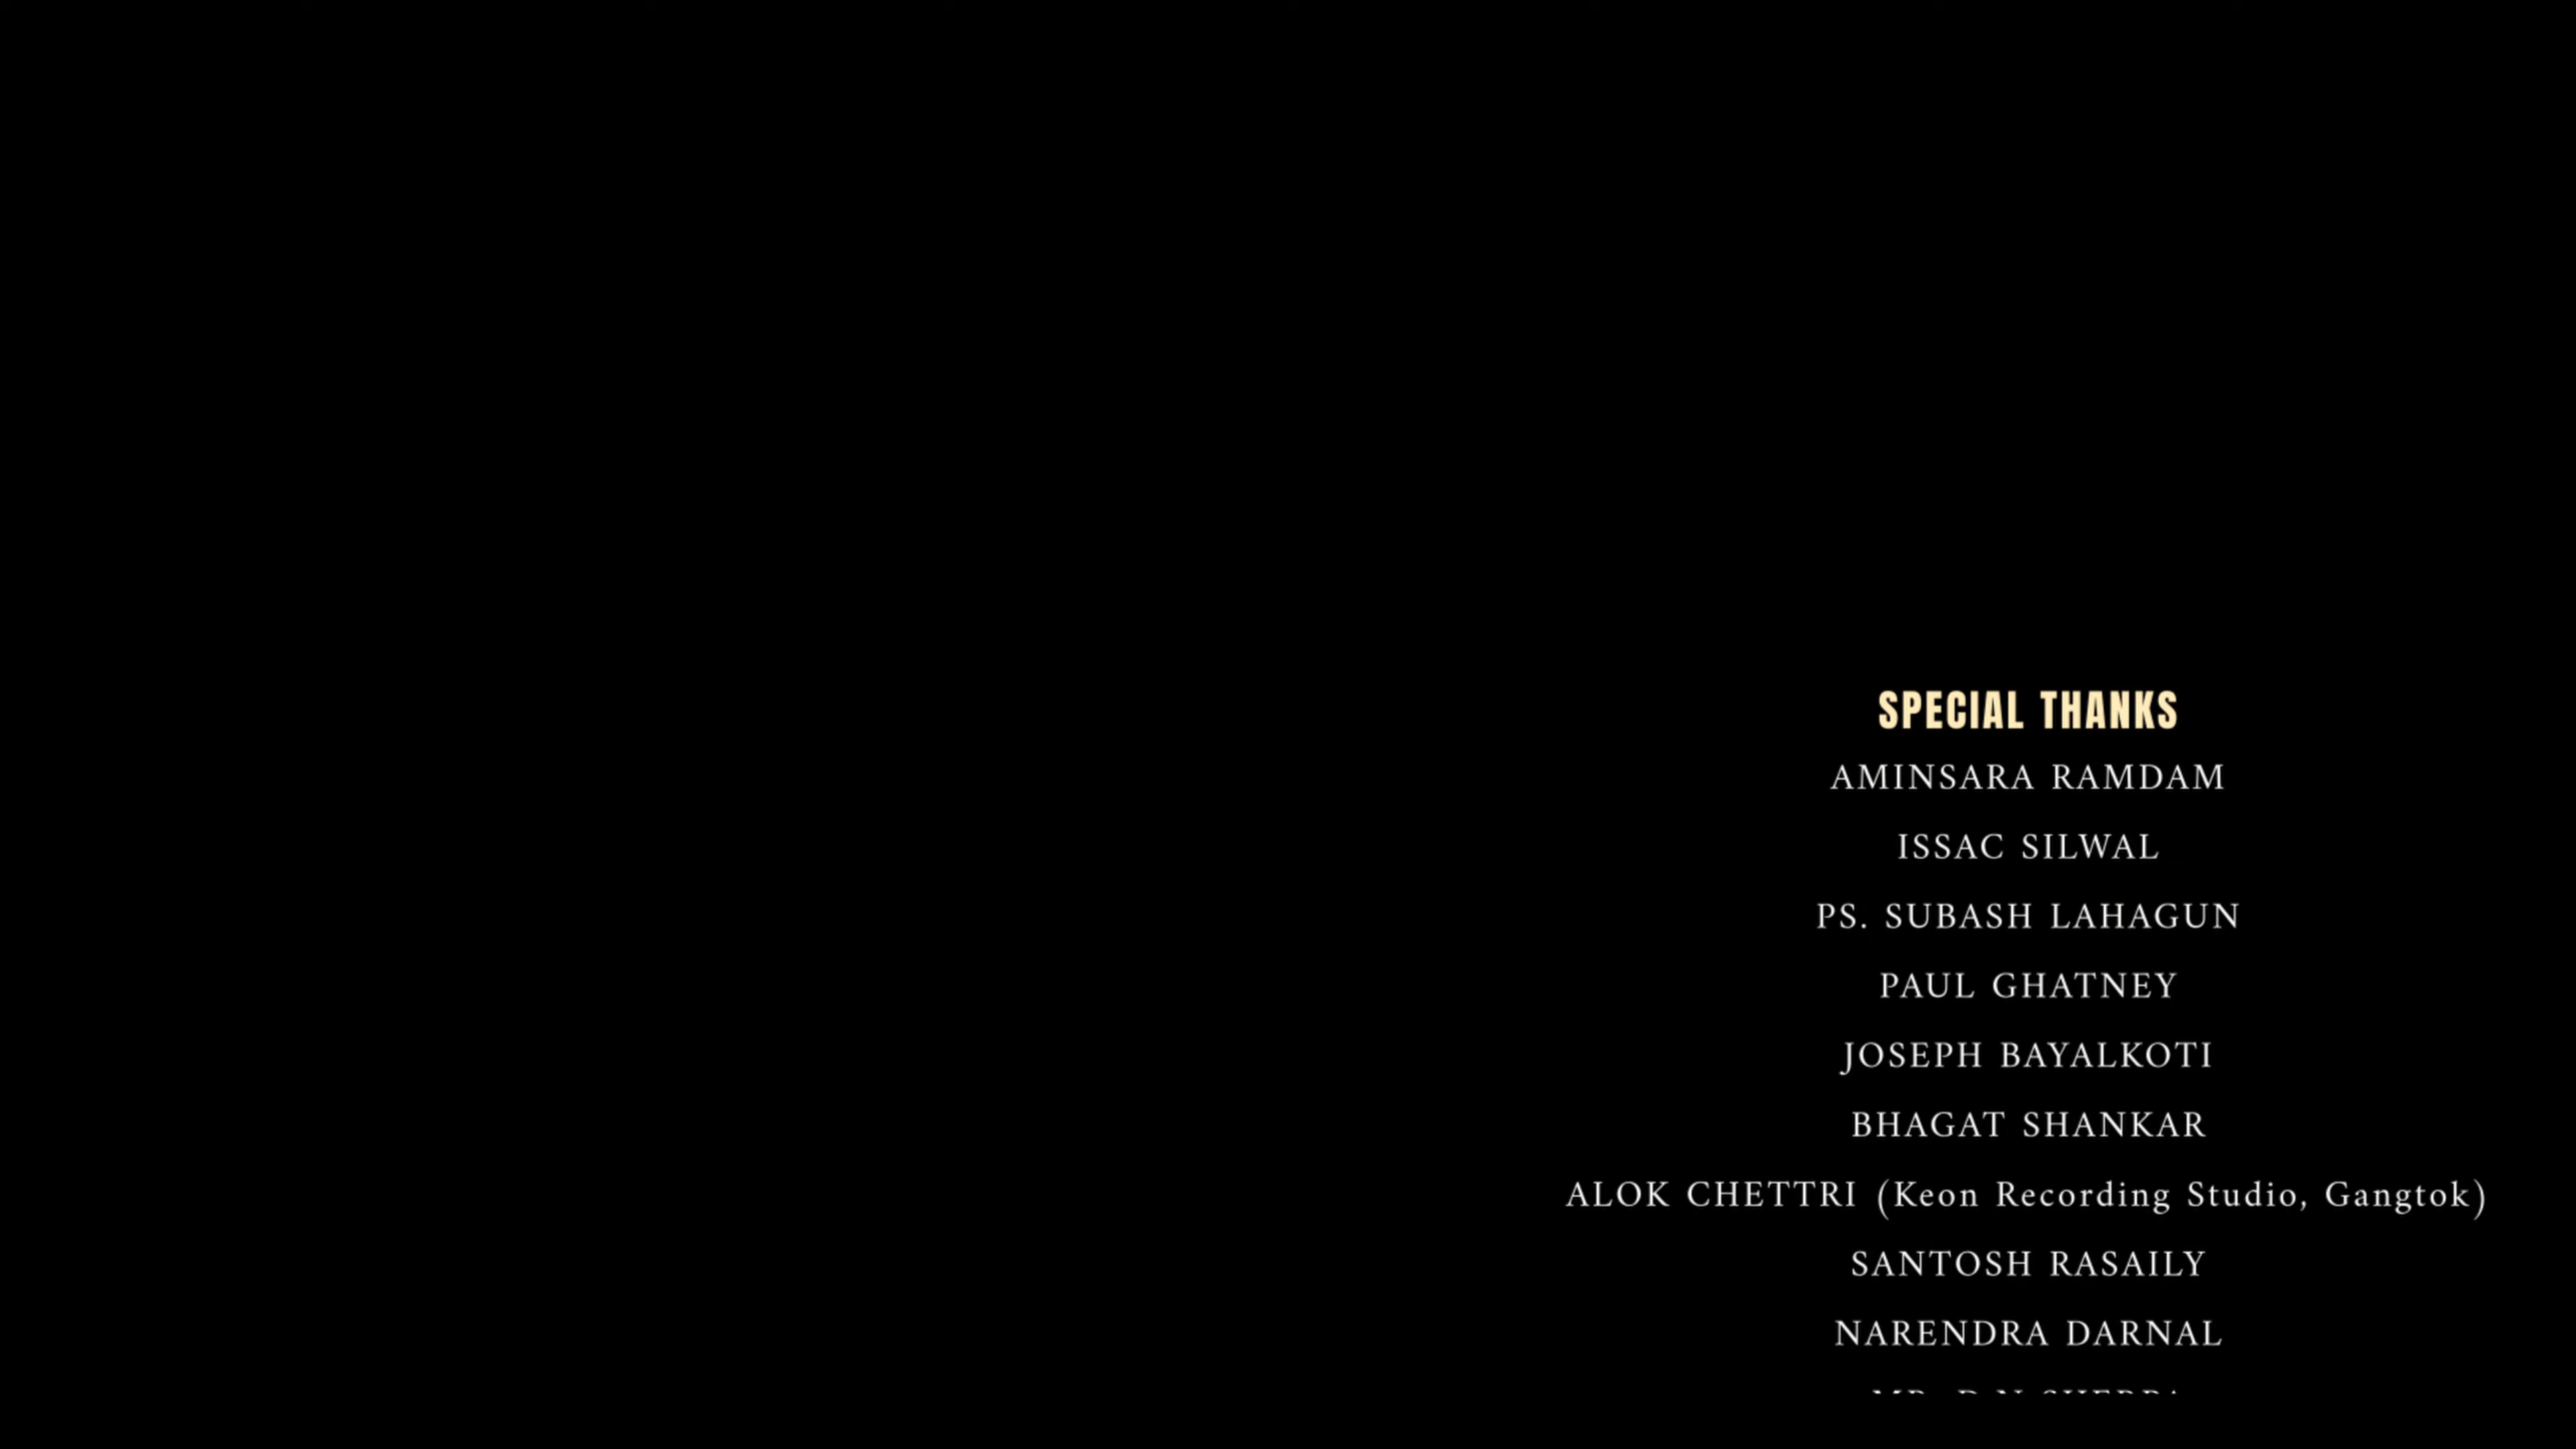 SPECIAL THANKS
AMINSARA RAMDAM
ISSAC SILWAL
PS. SUBASH LAHAGUN
PAUL GHATNEY
JOSEPH BAYALKOTI
BHAGAT SHANKAR
ALOK CHETTRI (Keon Recording Studio, Gangtok)
SANTOSH RASAILY
NARENDRA DARNAL